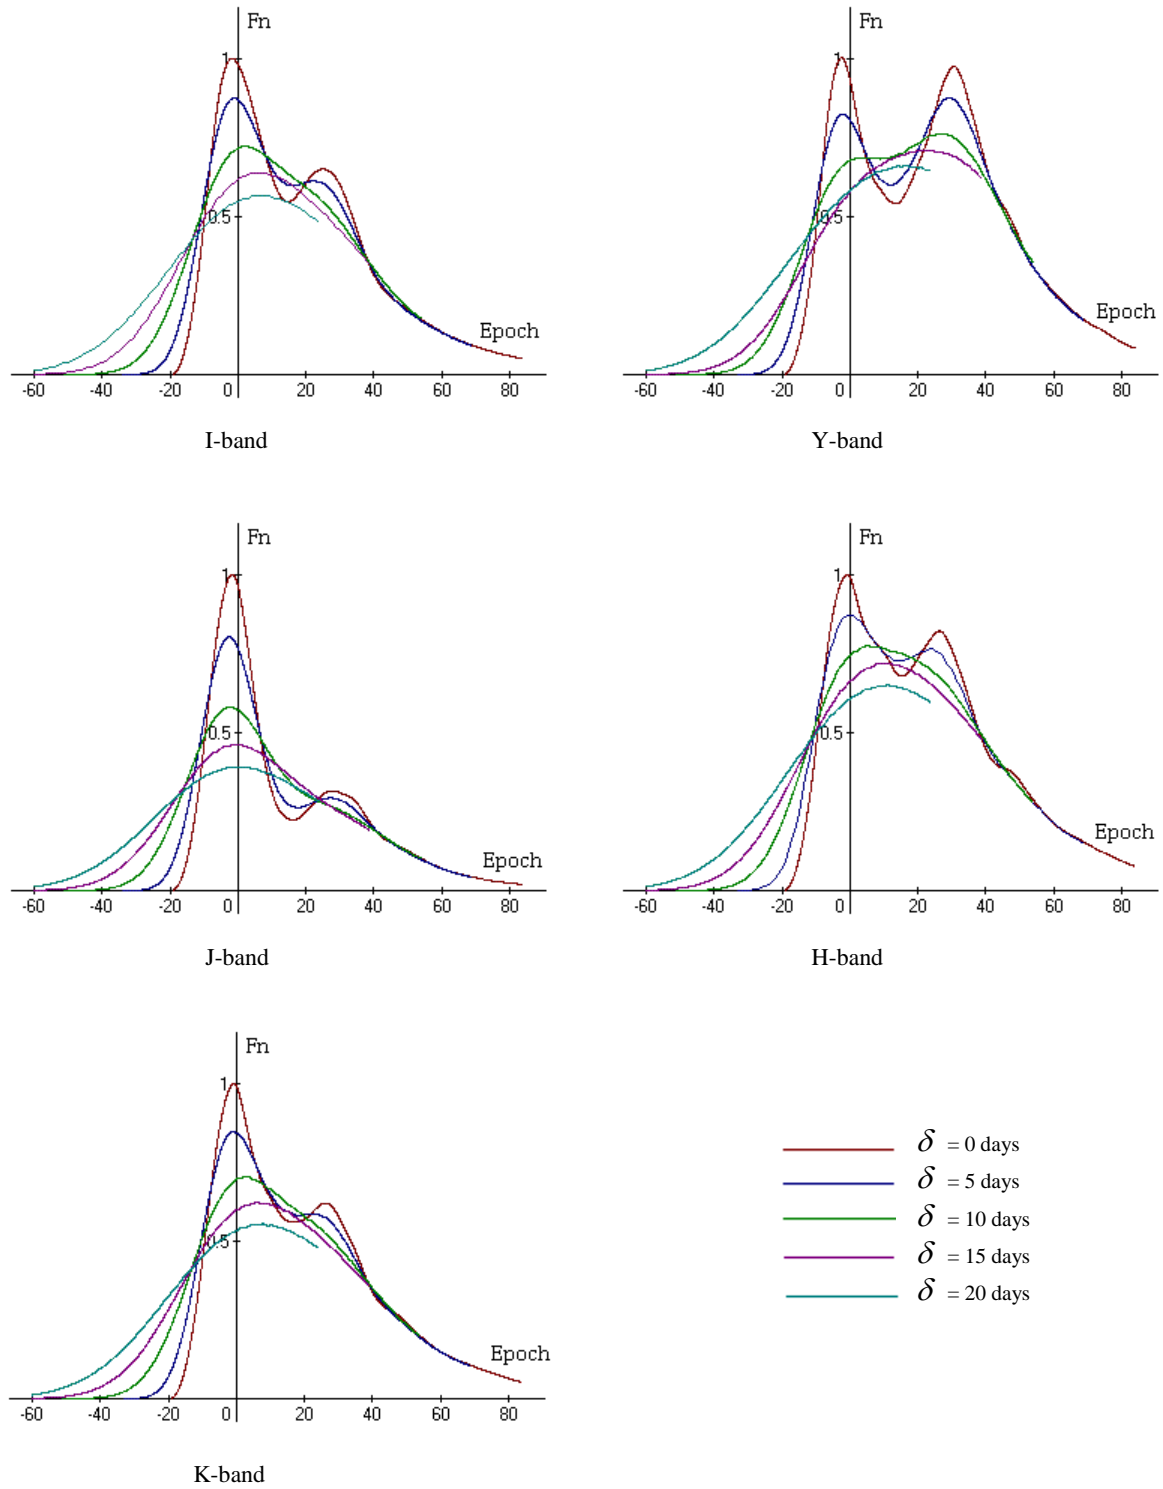 Fn
Fn
1
1
0.5
0.5
Epoch
Epoch
-60 -40 -20 0 20 40 60 80
-60 -40 -20 0 20 40 60 80
I-band
Y-band
Fn
Fn
1
1
0.5
0.5
Epoch
Epoch
-60 -40 -20 0 20 40 60 80
-60 -40 -20 0 20 40 60 80
J-band
H-band
Fn
1
0.5
Epoch
-60 -40 -20 0 20 40 60 80
K-band
δ = 0 days
δ = 5 days
δ = 10 days
δ = 15 days
δ = 20 days